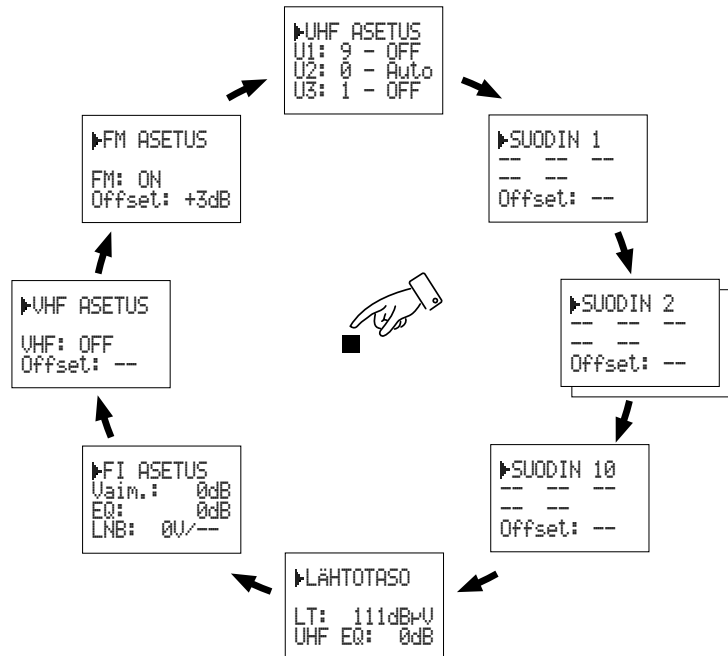 UHF ASETUS
U1: 9 - OFF
U2: 0 - Auto
U3: 1 - OFF
SUODIN 1
-- -- --
-- --
Offset: --
SUODIN 2
-- -- --
-- --
Offset: --
SUODIN 10
-- -- --
-- --
Offset: --
LÄHTOTASO
LT: 111dBµV
UHF EQ: 0dB
FI ASETUS
Vaim.: 0dB
EQ: 0dB
LNB: 0V/--
VHF ASETUS
VHF: OFF
Offset: --
FM ASETUS
FM: ON
Offset: +3dB